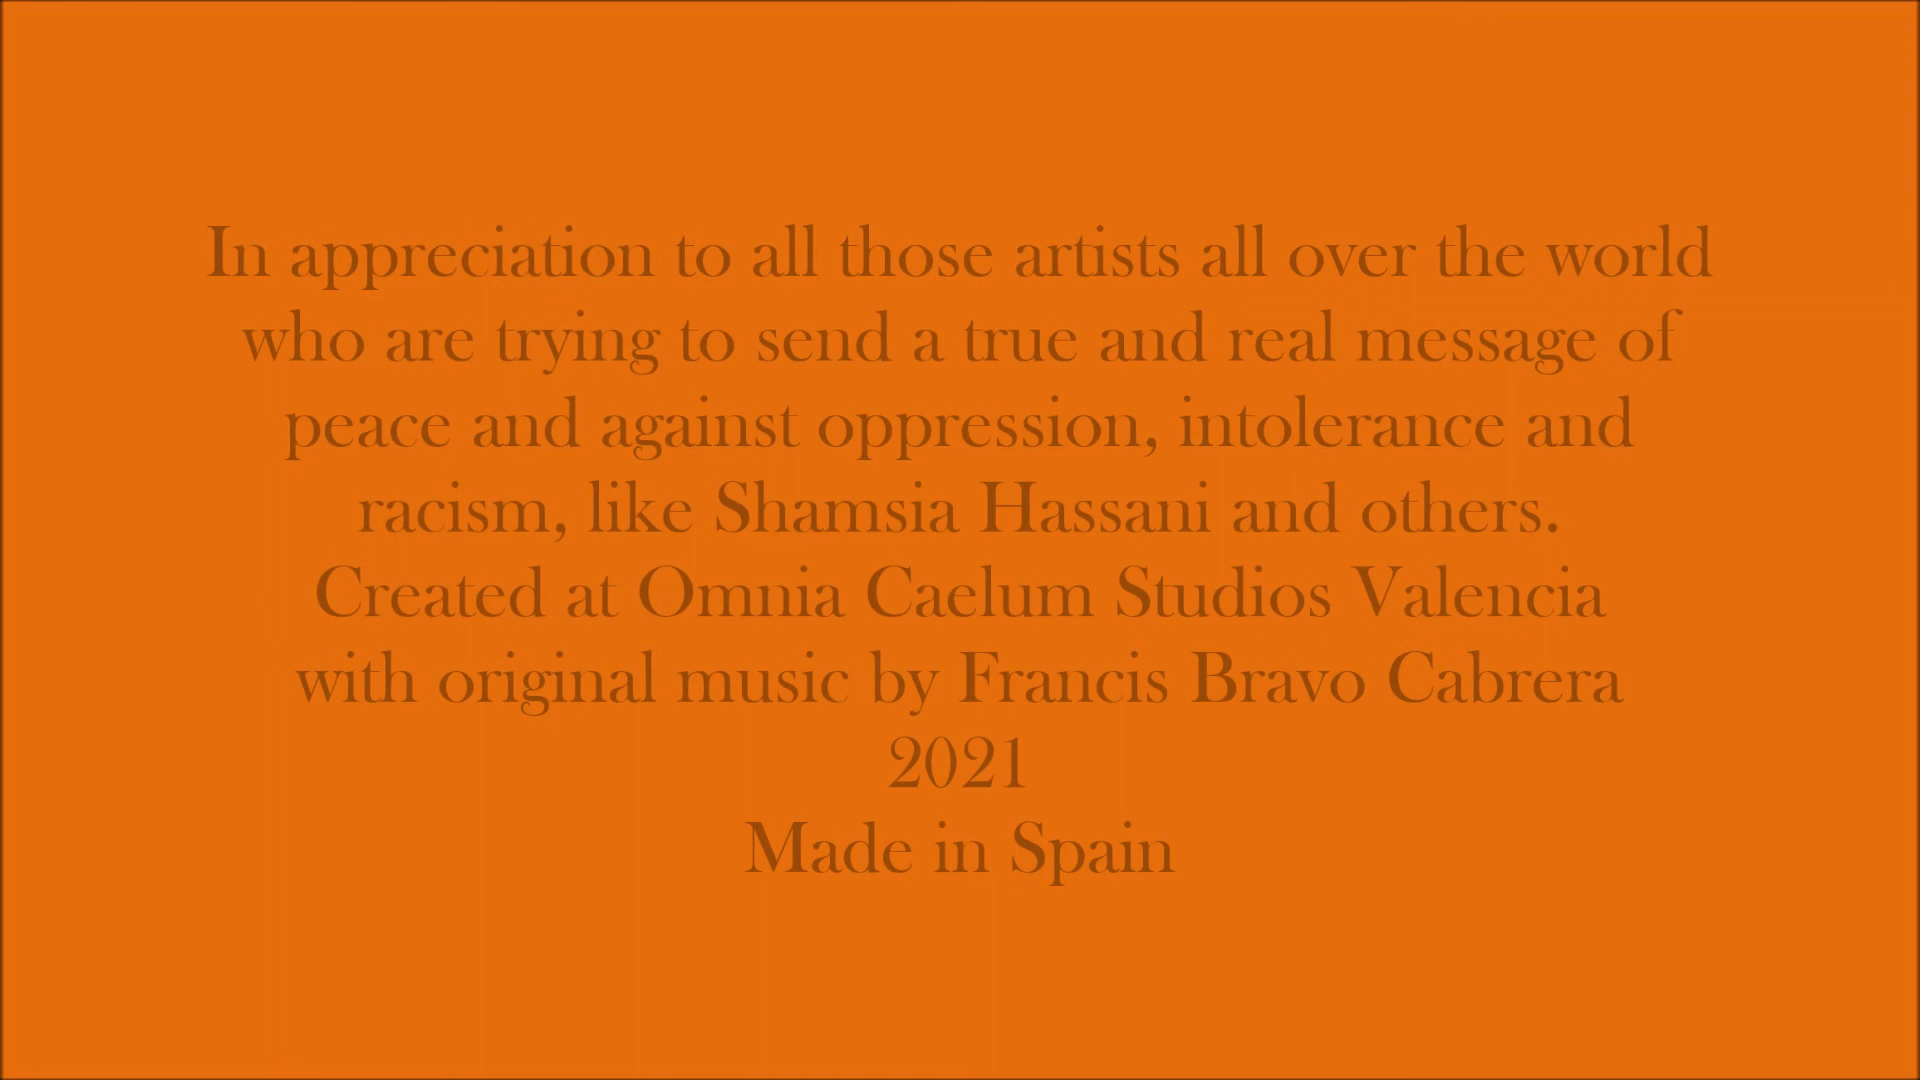 In appreciation to all those artists all over the world
who are trying to send a true and real message of
peace and against oppression, intolerance and
racism, like Shamsia Hassani and others.
Created at Omnia Caelum Studios Valencia
with original music by Francis Bravo Cabrera
2021
Made in Spain